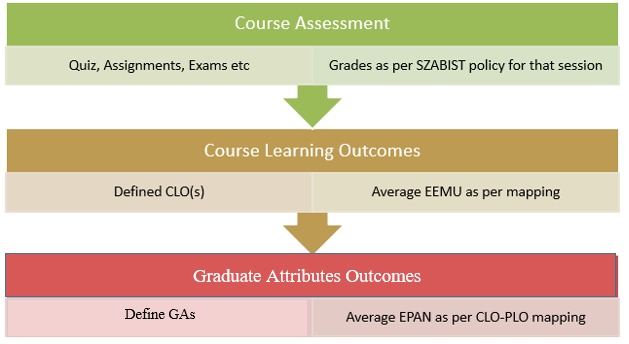 Course Assessment
Quiz, Assignments, Exams etc
Grades as per SZABIST policy for that session
Course Learning Outcomes
Defined CLO(s)
Average EEMU as per mapping
Graduate Attributes Outcomes
Define GAs
Average EPAN as per CLO-PLO mapping